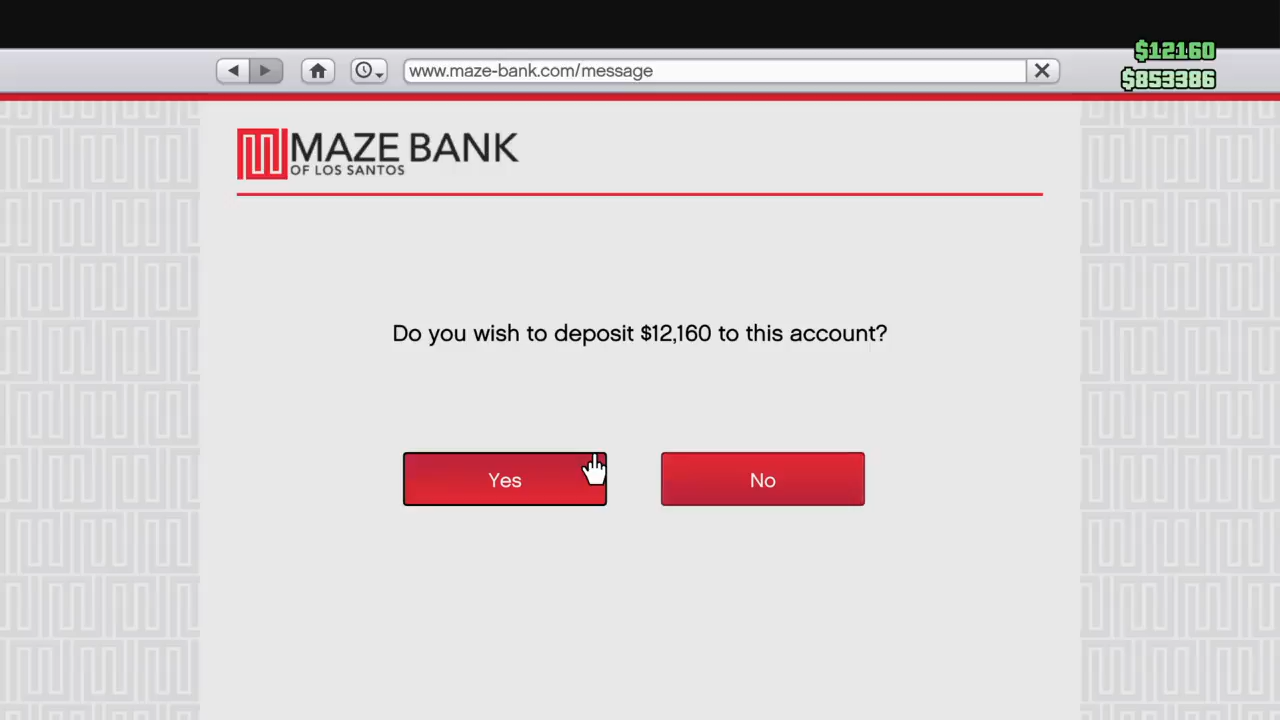 $12160
www.maze-bank.com/message
$853386
MAZE BANK
OF LOS SANTOS
Do you wish to deposit $12,160 to this account?
Yes
No